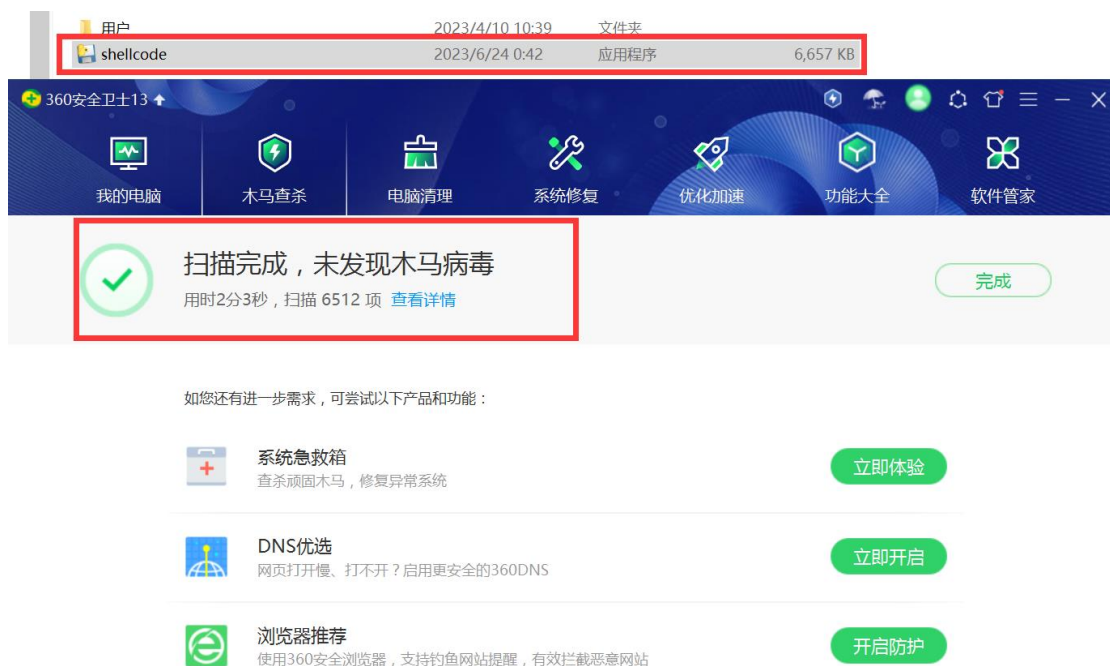 用户 2023/4/10 10:39 文件夹
shellcode 2023/6/24 0:42 应用程序 6,657 KB
360安全卫士13
我的电脑 木马查杀 电脑清理 系统修复 优化加速 功能大全 软件管家
扫描完成，未发现木马病毒
用时2分3秒，扫描 6512 项 查看详情
完成
如您还有进一步需求，可尝试以下产品和功能：
系统急救箱
查杀顽固木马，修复异常系统
立即体验
DNS优选
网页打开慢、打不开？启用更安全的360DNS
立即开启
浏览器推荐
使用360安全浏览器，支持钓鱼网站提醒，有效拦截恶意网站
开启防护